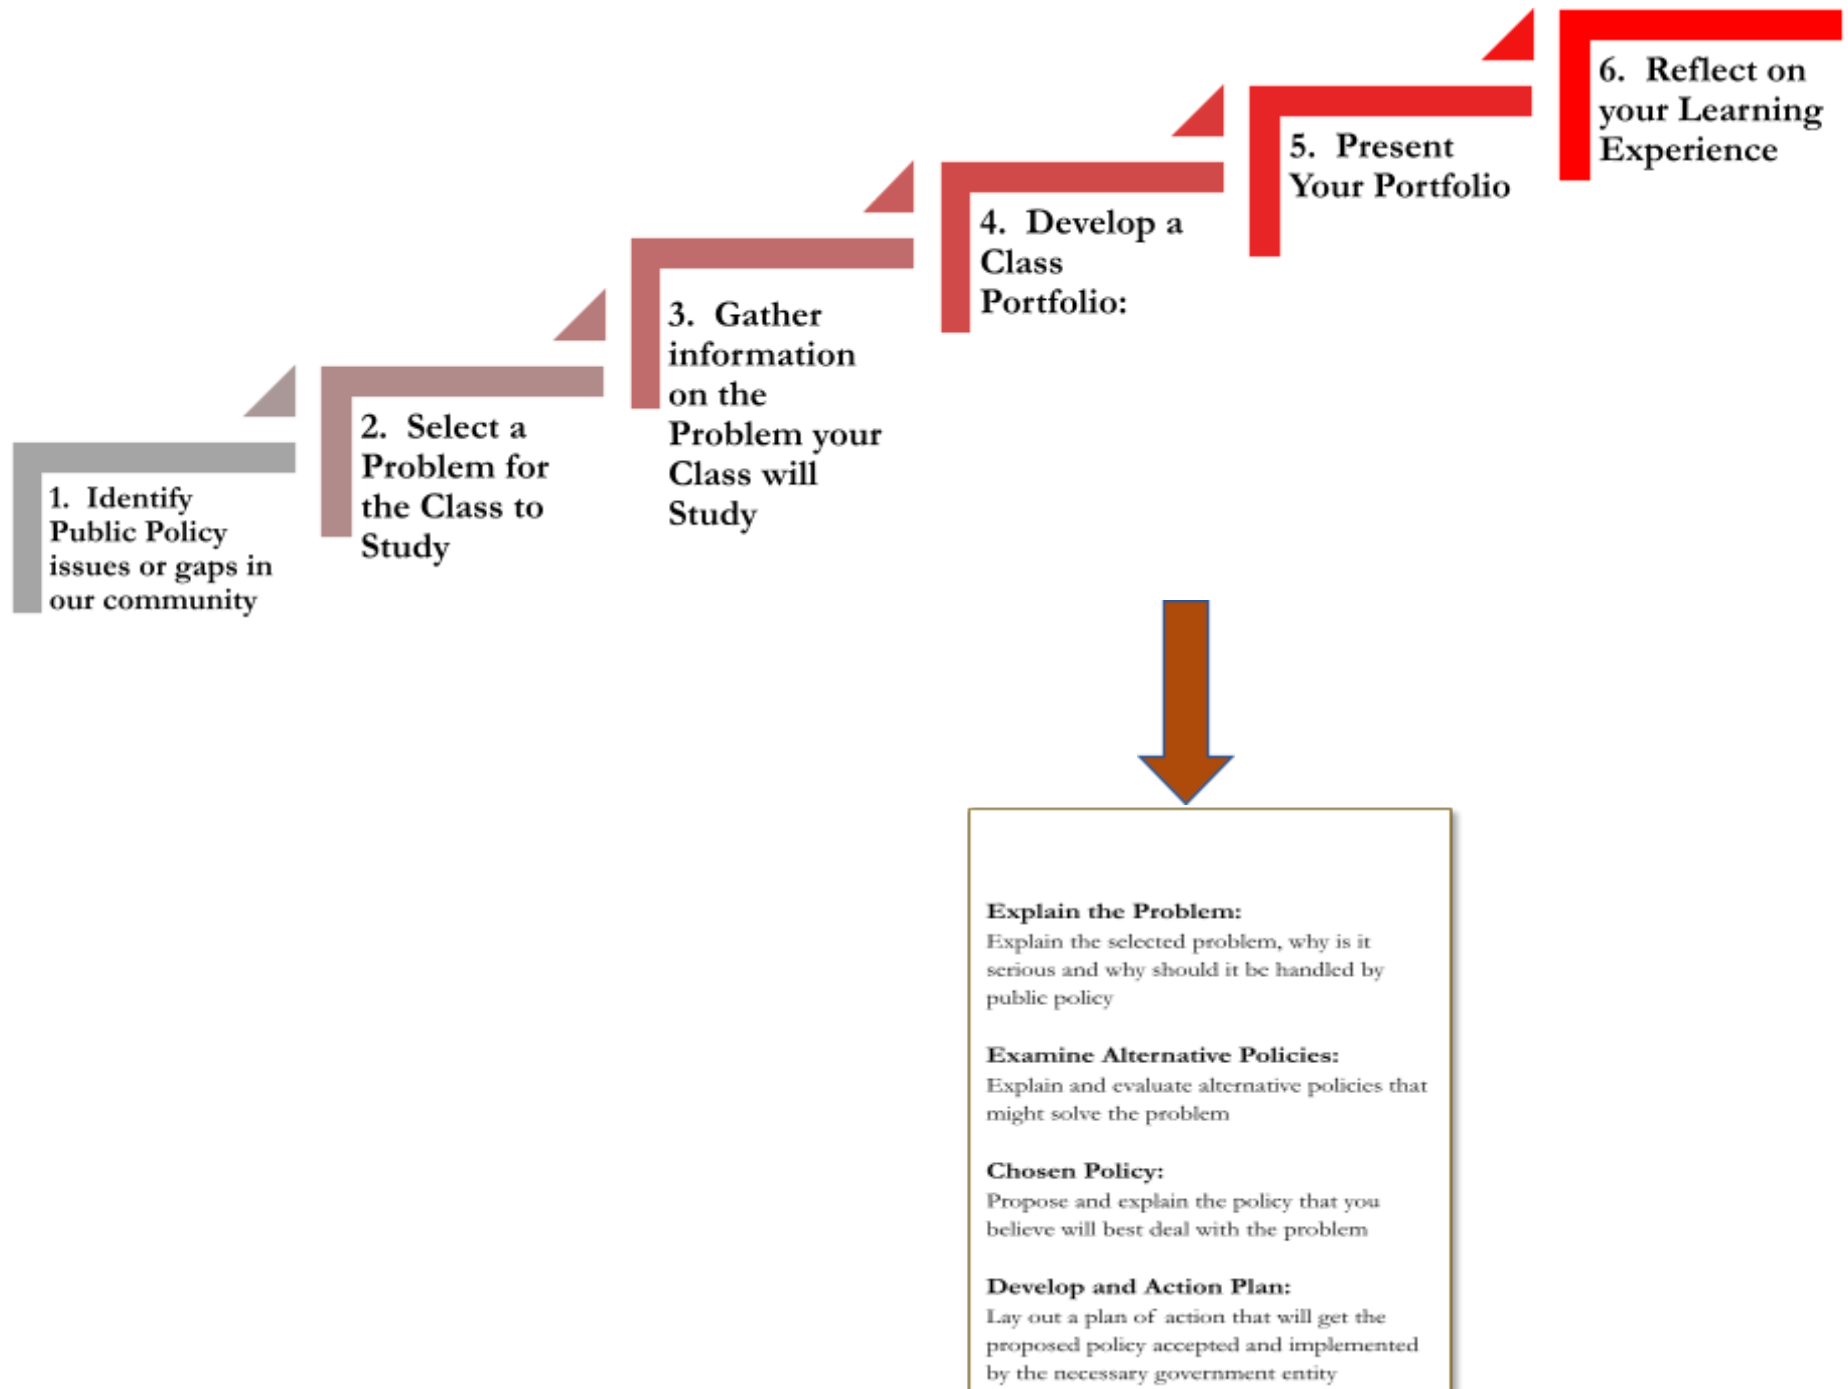 1. Identify
Public Policy
issues or gaps in
our community
2. Select a
Problem for
the Class to
Study
3. Gather
information
on the
Problem your
Class will
Study
4. Develop a
Class
Portfolio:
5. Present
Your Portfolio
6. Reflect on
your Learning
Experience
Explain the Problem:
Explain the selected problem, why is it
serious and why should it be handled by
public policy
Examine Alternative Policies:
Explain and evaluate alternative policies that
might solve the problem
Chosen Policy:
Propose and explain the policy that you
believe will best deal with the problem
Develop and Action Plan:
Lay out a plan of action that will get the
proposed policy accepted and implemented
by the necessary government entity